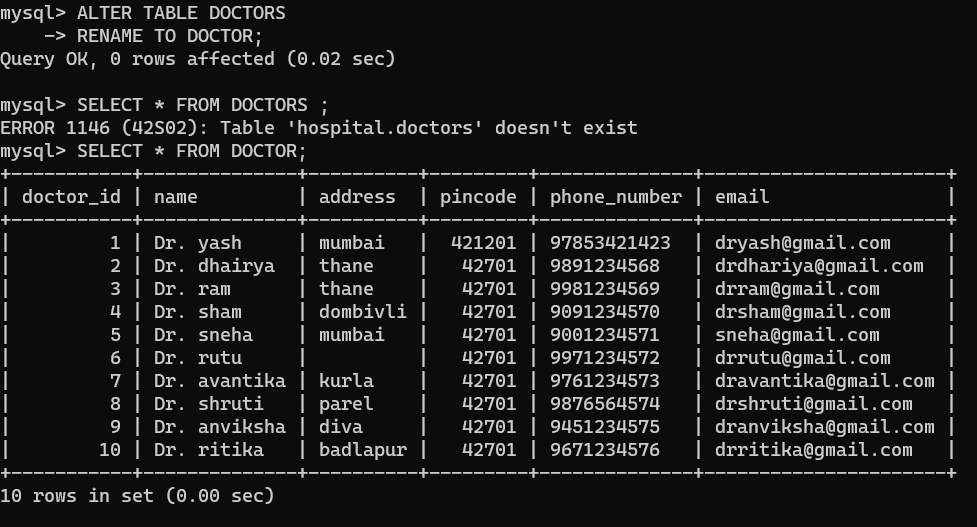 mysql> ALTER TABLE DOCTORS
    -> RENAME TO DOCTOR;
Query OK, 0 rows affected (0.02 sec)

mysql> SELECT * FROM DOCTORS ;
ERROR 1146 (42S02): Table 'hospital.doctors' doesn't exist
mysql> SELECT * FROM DOCTOR;
+-----------+--------------+----------+---------+--------------+----------------------+
| doctor_id | name         | address  | pincode | phone_number | email                |
+-----------+--------------+----------+---------+--------------+----------------------+
|         1 | Dr. yash     | mumbai   |  421201 | 97853421423  | dryash@gmail.com     |
|         2 | Dr. dhairya  | thane    |   42701 | 9891234568   | drdhariya@gmail.com  |
|         3 | Dr. ram      | thane    |   42701 | 9981234569   | drram@gmail.com      |
|         4 | Dr. sham     | dombivli |   42701 | 9091234570   | drsham@gmail.com     |
|         5 | Dr. sneha    | mumbai   |   42701 | 9001234571   | sneha@gmail.com      |
|         6 | Dr. rutu     |          |   42701 | 9971234572   | drrutu@gmail.com     |
|         7 | Dr. avantika | kurla    |   42701 | 9761234573   | dravantika@gmail.com |
|         8 | Dr. shruti   | parel    |   42701 | 9876564574   | drshruti@gmail.com   |
|         9 | Dr. anviksha | diva     |   42701 | 9451234575   | dranviksha@gmail.com |
|        10 | Dr. ritika   | badlapur |   42701 | 9671234576   | drritika@gmail.com   |
+-----------+--------------+----------+---------+--------------+----------------------+
10 rows in set (0.00 sec)